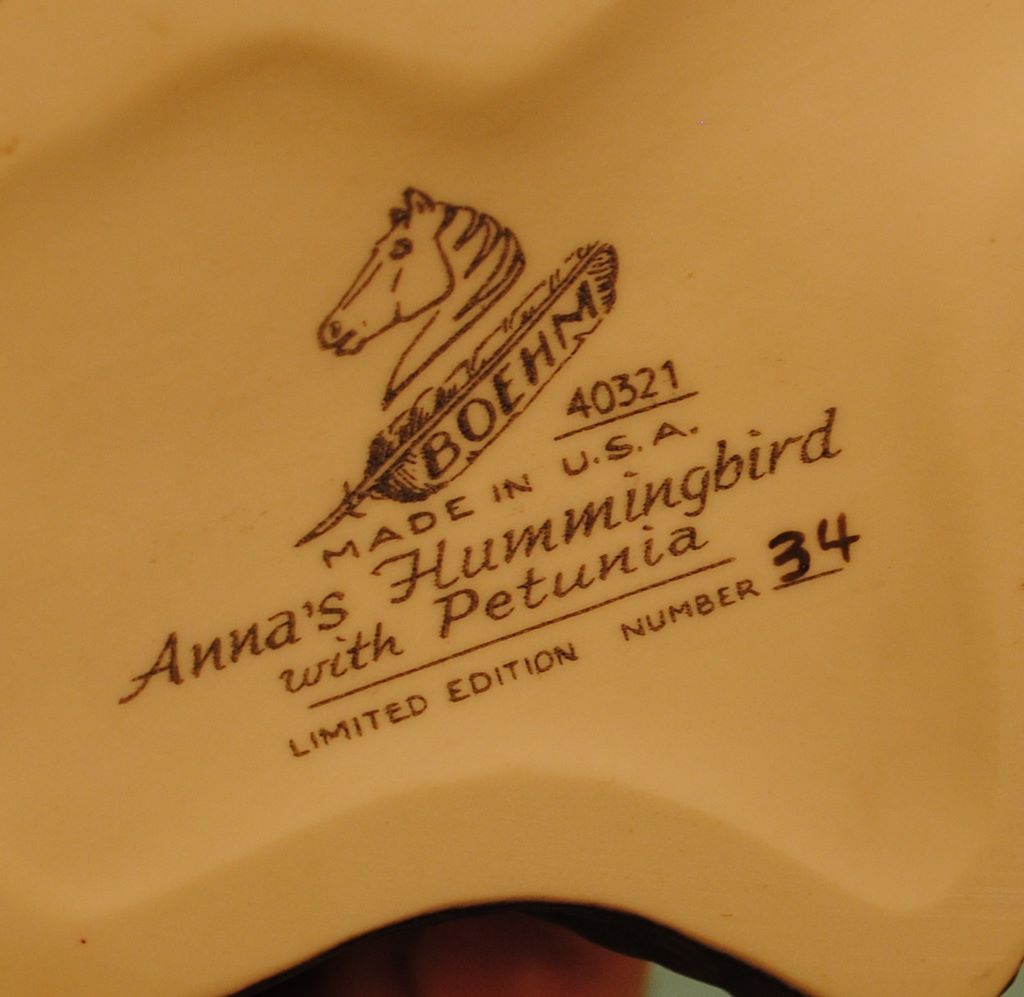 BOEHM
40321
MADE IN U.S.A.
Anna's Hummingbird
with Petunia
LIMITED EDITION NUMBER 34